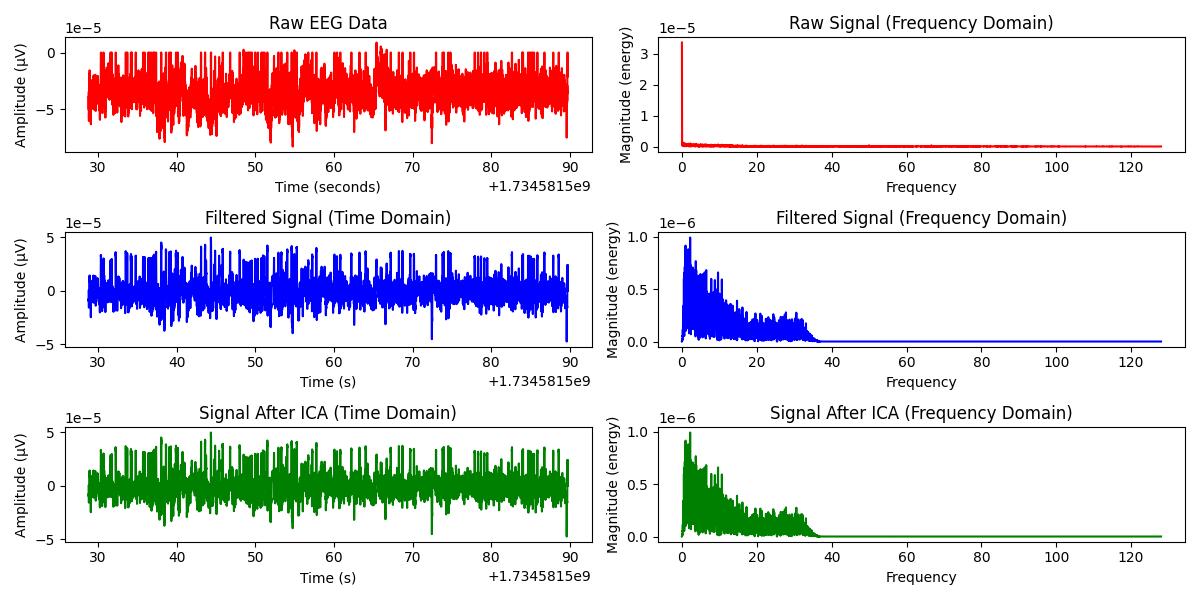 Raw EEG Data
1e−5
0
−5
Amplitude (μV)
30 40 50 60 70 80 90
Time (seconds)
+1.7345815e9
Raw Signal (Frequency Domain)
1e−5
3
2
1
0
Magnitude (energy)
0 20 40 60 80 100 120
Frequency
Filtered Signal (Time Domain)
1e−5
5
0
−5
Amplitude (μV)
30 40 50 60 70 80 90
Time (s)
+1.7345815e9
Filtered Signal (Frequency Domain)
1e−6
1.0
0.5
0.0
Magnitude (energy)
0 20 40 60 80 100 120
Frequency
Signal After ICA (Time Domain)
1e−5
5
0
−5
Amplitude (μV)
30 40 50 60 70 80 90
Time (s)
+1.7345815e9
Signal After ICA (Frequency Domain)
1e−6
1.0
0.5
0.0
Magnitude (energy)
0 20 40 60 80 100 120
Frequency